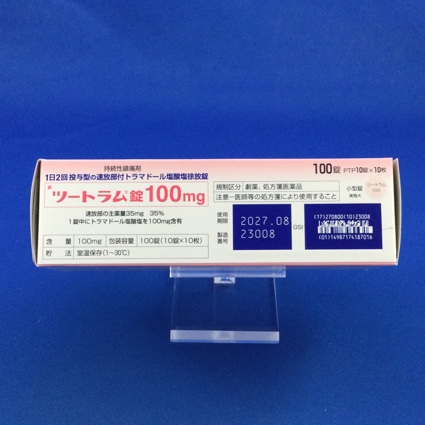 持続性鎮痛剤
1日2回投与型の速放部付トラマドール塩酸塩徐放錠
ツートラム錠100mg
速放部の主薬量35mg 35%
1錠中にトラマドール塩酸塩を100mg含有
含量 100mg 包装容量 100錠(10錠×10枚)
貯法 室温保存(1~30℃)
100錠 PTP10錠×10枚
規制区分 劇薬、処方箋医薬品
注意-医師等の処方箋により使用すること
小型錠
実物大
使用期限 2027.08
製造番号 23008
GSI
(17)270800(10)23008
(01)14987174187016